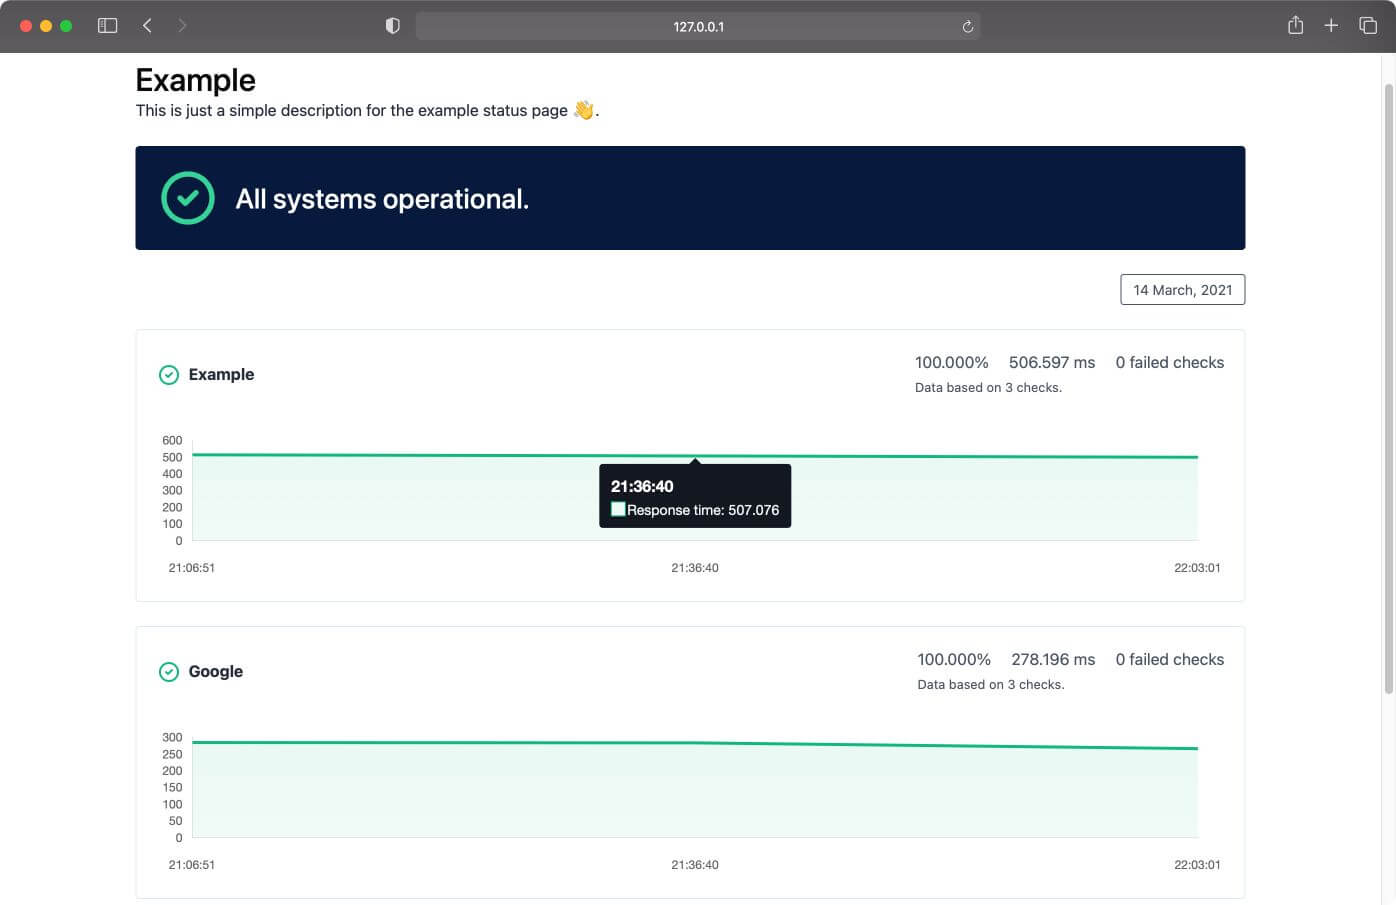 127.0.0.1
Example
This is just a simple description for the example status page 👋.
All systems operational.
14 March, 2021
Example
100.000% 506.597 ms 0 failed checks
Data based on 3 checks.
600
500
400
300
200
100
0
21:36:40
Response time: 507.076
21:06:51 21:36:40 22:03:01
Google
100.000% 278.196 ms 0 failed checks
Data based on 3 checks.
300
250
200
150
100
50
0
21:06:51 21:36:40 22:03:01